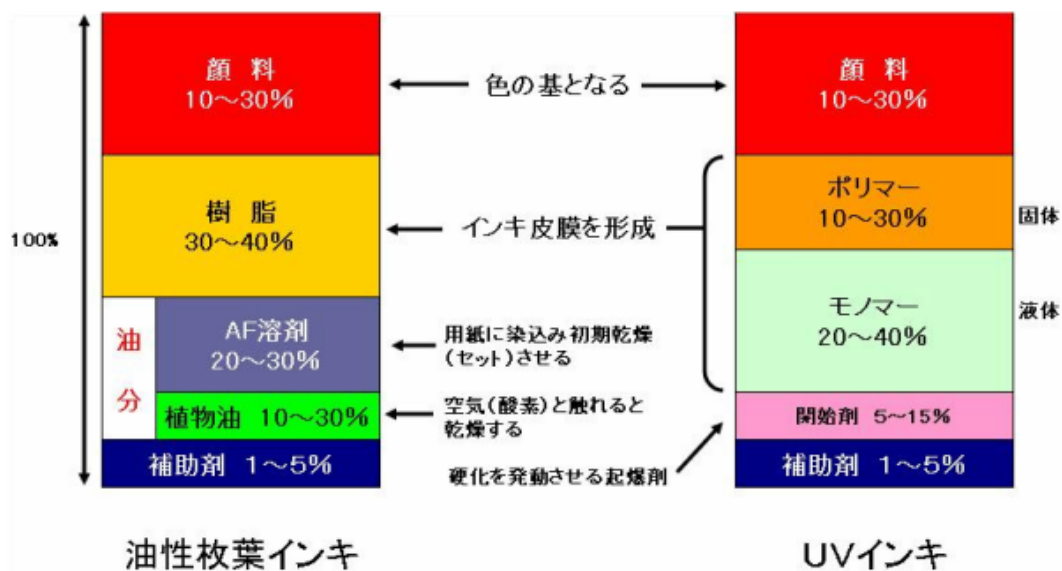 100%
顔 料
10～30%
樹 脂
30～40%
油
分
AF溶剤
20～30%
植物油 10～30%
補助剤 1～5%
油性枚葉インキ
色の基となる
インキ皮膜を形成
用紙に染込み初期乾燥
（セット）させる
空気（酸素）と触れると
乾燥する
硬化を発動させる起爆剤
顔 料
10～30%
ポリマー
10～30%
固体
モノマー
20～40%
液体
開始剤 5～15%
補助剤 1～5%
UVインキ